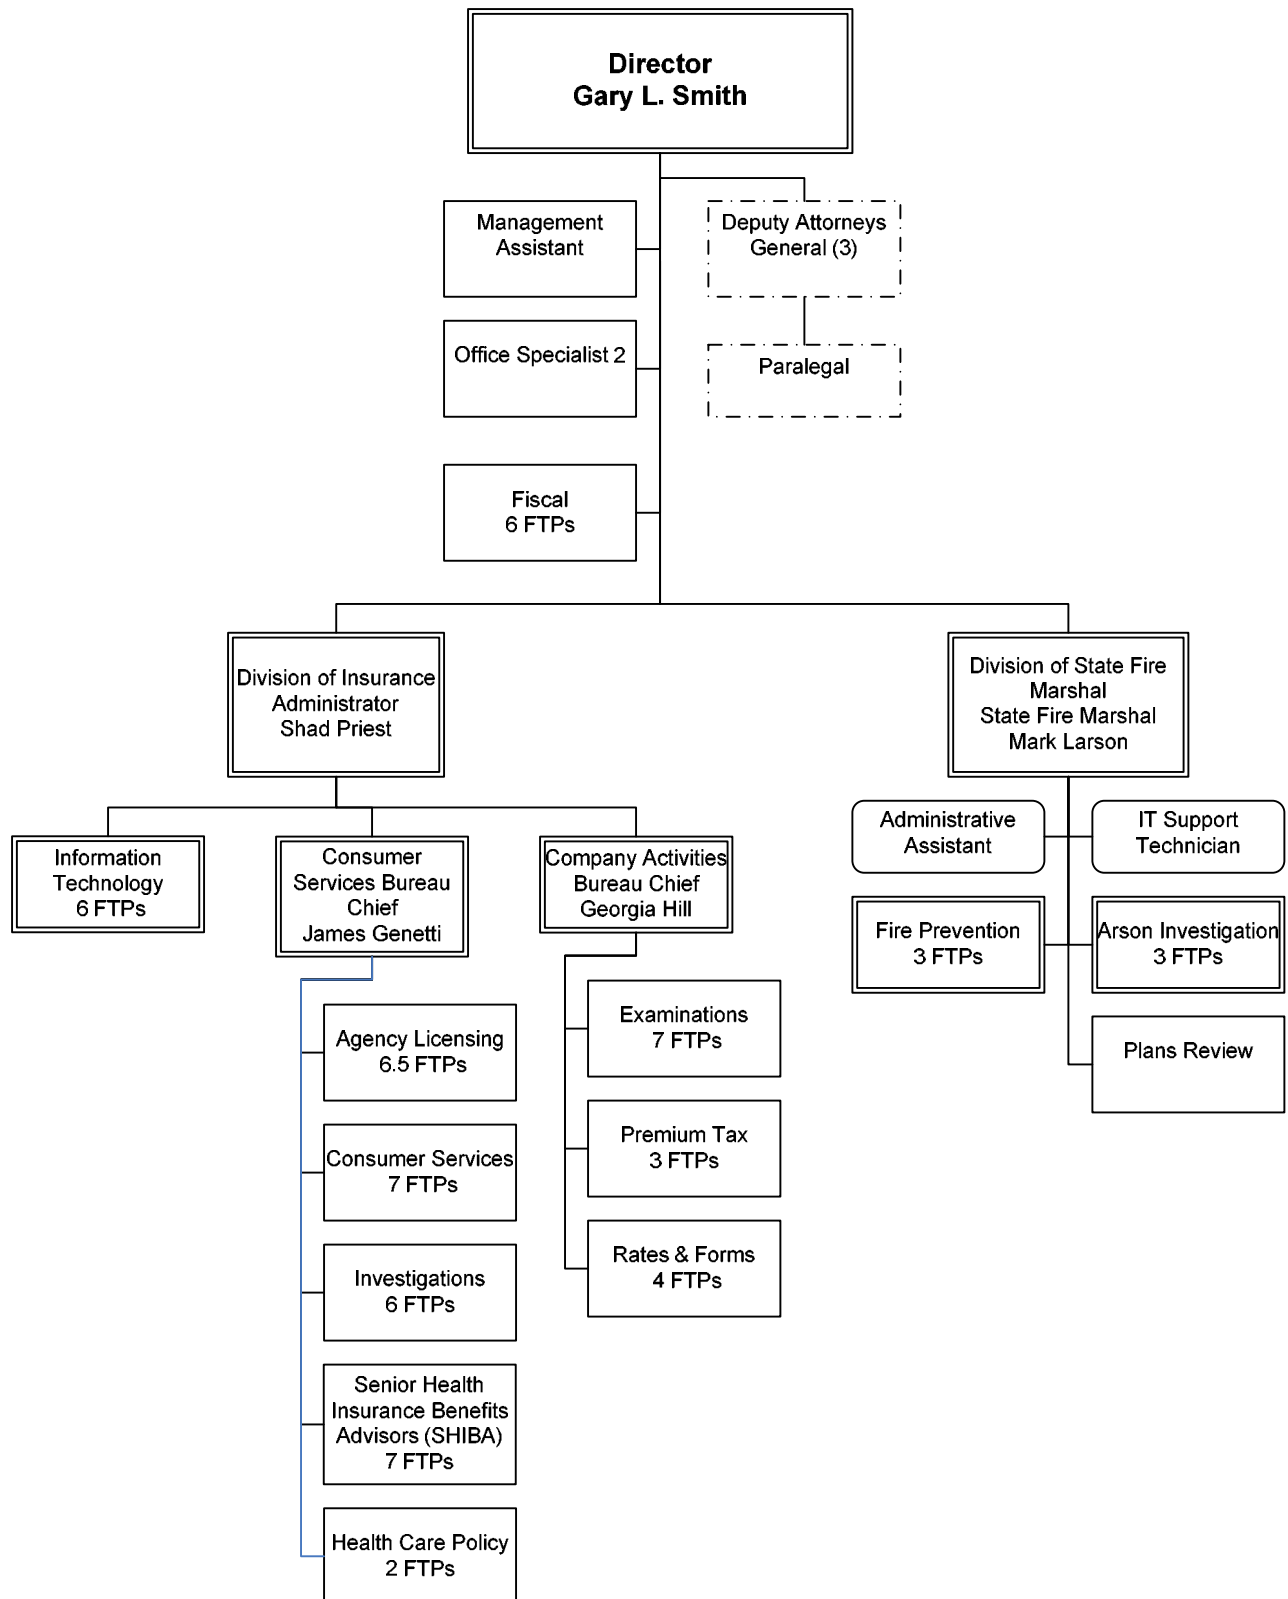 Director
Gary L. Smith
Management
Assistant
Deputy Attorneys
General (3)
Office Specialist 2
Paralegal
Fiscal
6 FTPs
Division of Insurance
Administrator
Shad Priest
Division of State Fire
Marshal
State Fire Marshal
Mark Larson
Information
Technology
6 FTPs
Consumer
Services Bureau
Chief
James Genetti
Company Activities
Bureau Chief
Georgia Hill
Administrative
Assistant
IT Support
Technician
Fire Prevention
3 FTPs
Arson Investigation
3 FTPs
Plans Review
Agency Licensing
6.5 FTPs
Consumer Services
7 FTPs
Investigations
6 FTPs
Senior Health
Insurance Benefits
Advisors (SHIBA)
7 FTPs
Health Care Policy
2 FTPs
Examinations
7 FTPs
Premium Tax
3 FTPs
Rates & Forms
4 FTPs